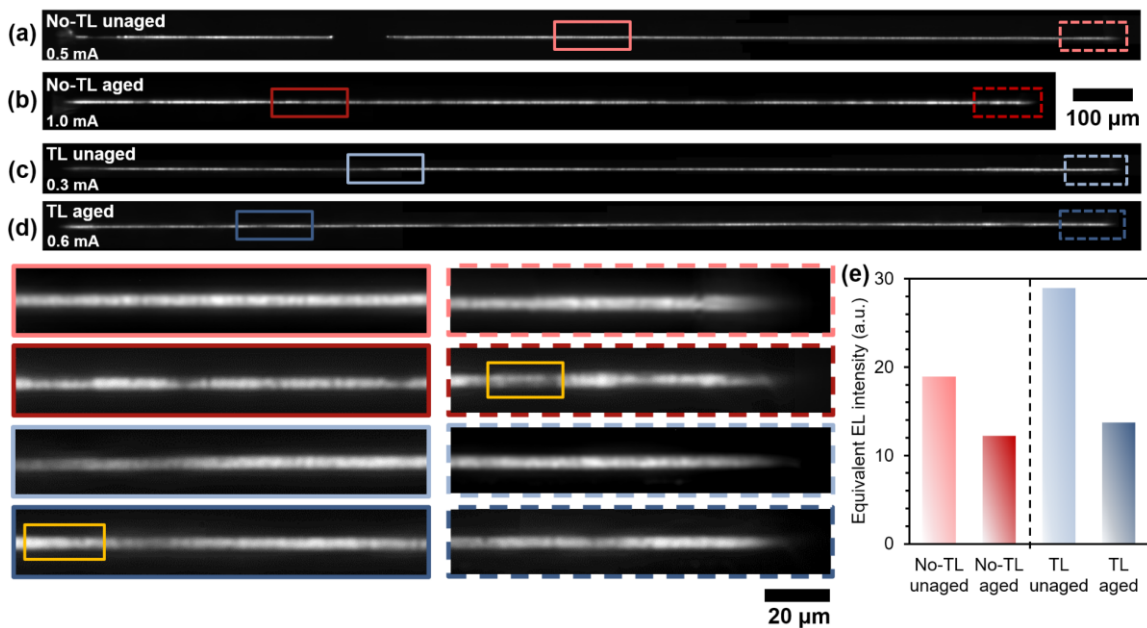 (a)
No-TL unaged
0.5 mA
(b)
No-TL aged
1.0 mA
100 µm
(c)
TL unaged
0.3 mA
(d)
TL aged
0.6 mA
(e)
30
20
10
0
Equivalent EL intensity (a.u.)
No-TL No-TL TL TL
unaged aged unaged aged
20 µm